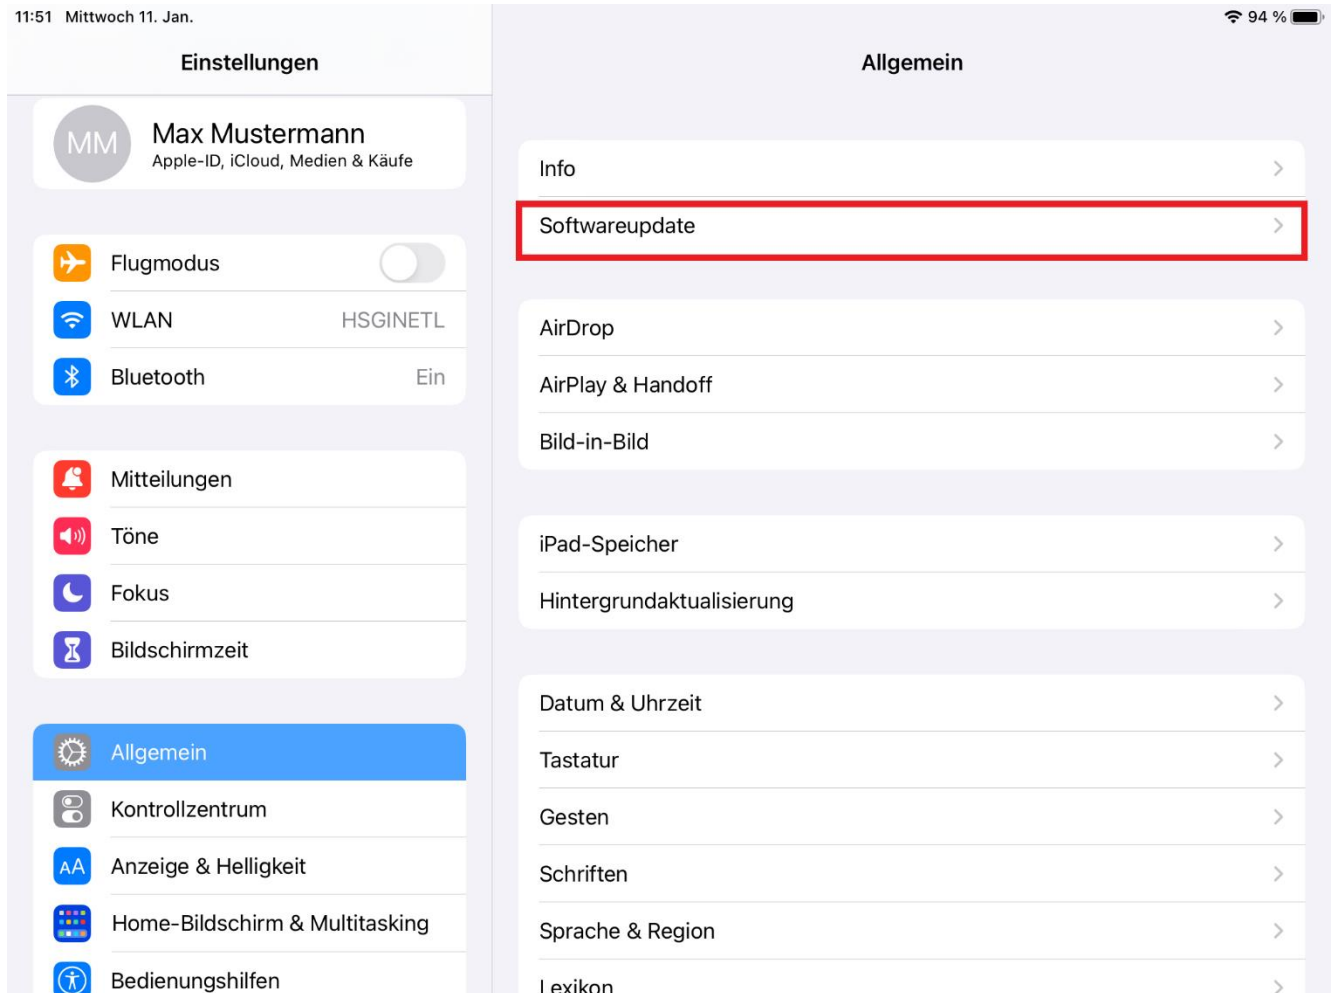 11:51 Mittwoch 11. Jan.
94 %
Einstellungen
MM
Max Mustermann
Apple-ID, iCloud, Medien & Käufe
Flugmodus
WLAN HSGINETL
Bluetooth Ein
Mitteilungen
Töne
Fokus
Bildschirmzeit
Allgemein
Kontrollzentrum
AA Anzeige & Helligkeit
Home-Bildschirm & Multitasking
Bedienungshilfen
Allgemein
Info
Softwareupdate
AirDrop
AirPlay & Handoff
Bild-in-Bild
iPad-Speicher
Hintergrundaktualisierung
Datum & Uhrzeit
Tastatur
Gesten
Schriften
Sprache & Region
Lexikon